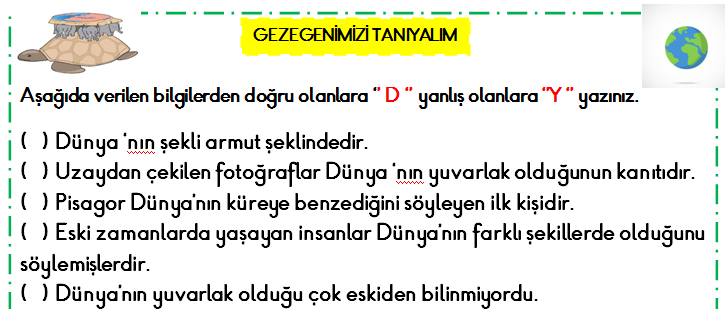 GEZEGENİMİZİ TANIYALIM
Aşağıda verilen bilgilerden doğru olanlara “ D “ yanlış olanlara “Y “ yazınız.
( ) Dünya ‘nın şekli armut şeklindedir.
( ) Uzaydan çekilen fotoğraflar Dünya ‘nın yuvarlak olduğunun kanıtıdır.
( ) Pisagor Dünya’nın küreye benzediğini söyleyen ilk kişidir.
( ) Eski zamanlarda yaşayan insanlar Dünya’nın farklı şekillerde olduğunu
söylemişlerdir.
( ) Dünya’nın yuvarlak olduğu çok eskiden bilinmiyordu.